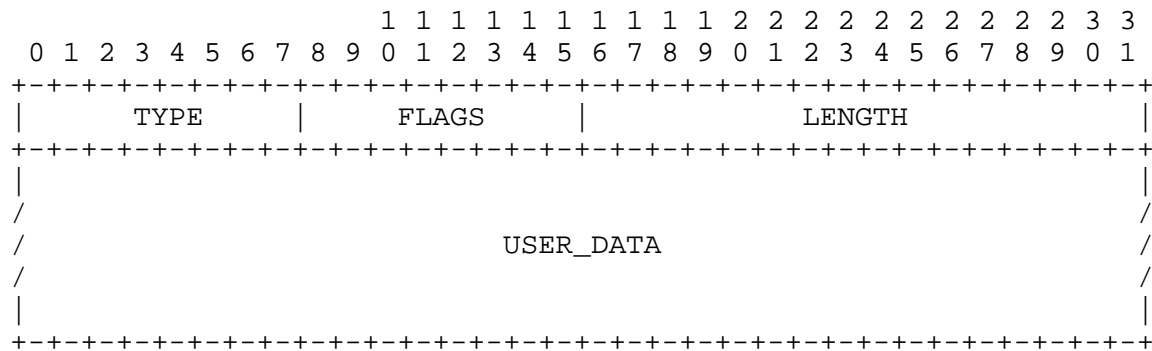 1 1 1 1 1 1 1 1 1 1 2 2 2 2 2 2 2 2 2 2 3 3
0 1 2 3 4 5 6 7 8 9 0 1 2 3 4 5 6 7 8 9 0 1 2 3 4 5 6 7 8 9 0 1
+-+-+-+-+-+-+-+-+-+-+-+-+-+-+-+-+-+-+-+-+-+-+-+-+-+-+-+-+-+-+-+-+
|      TYPE     |     FLAGS     |            LENGTH             |
+-+-+-+-+-+-+-+-+-+-+-+-+-+-+-+-+-+-+-+-+-+-+-+-+-+-+-+-+-+-+-+-+
|                                                               |
/                                                               /
/                           USER_DATA                           /
/                                                               /
|                                                               |
+-+-+-+-+-+-+-+-+-+-+-+-+-+-+-+-+-+-+-+-+-+-+-+-+-+-+-+-+-+-+-+-+